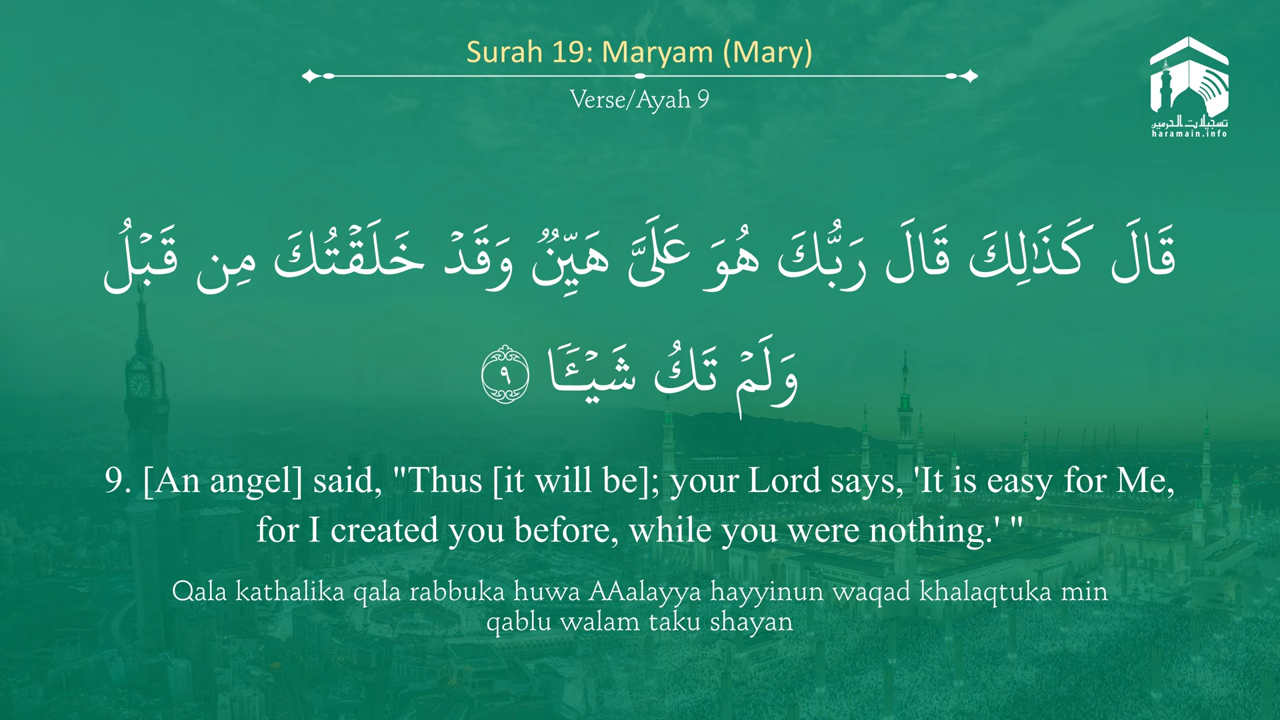 Surah 19: Maryam (Mary)
Verse/Ayah 9
تسجيلات الحرمين
haramain.info
قَالَ كَذَٰلِكَ قَالَ رَبُّكَ هُوَ عَلَىَّ هَيِّنٌۭ وَقَدْ خَلَقْتُكَ مِن قَبْلُ
وَلَمْ تَكُ شَيْـًۭٔا ٩
9. [An angel] said, "Thus [it will be]; your Lord says, 'It is easy for Me,
for I created you before, while you were nothing.' "
Qala kathalika qala rabbuka huwa AAalayya hayyinun waqad khalaqtuka min
qablu walam taku shayan